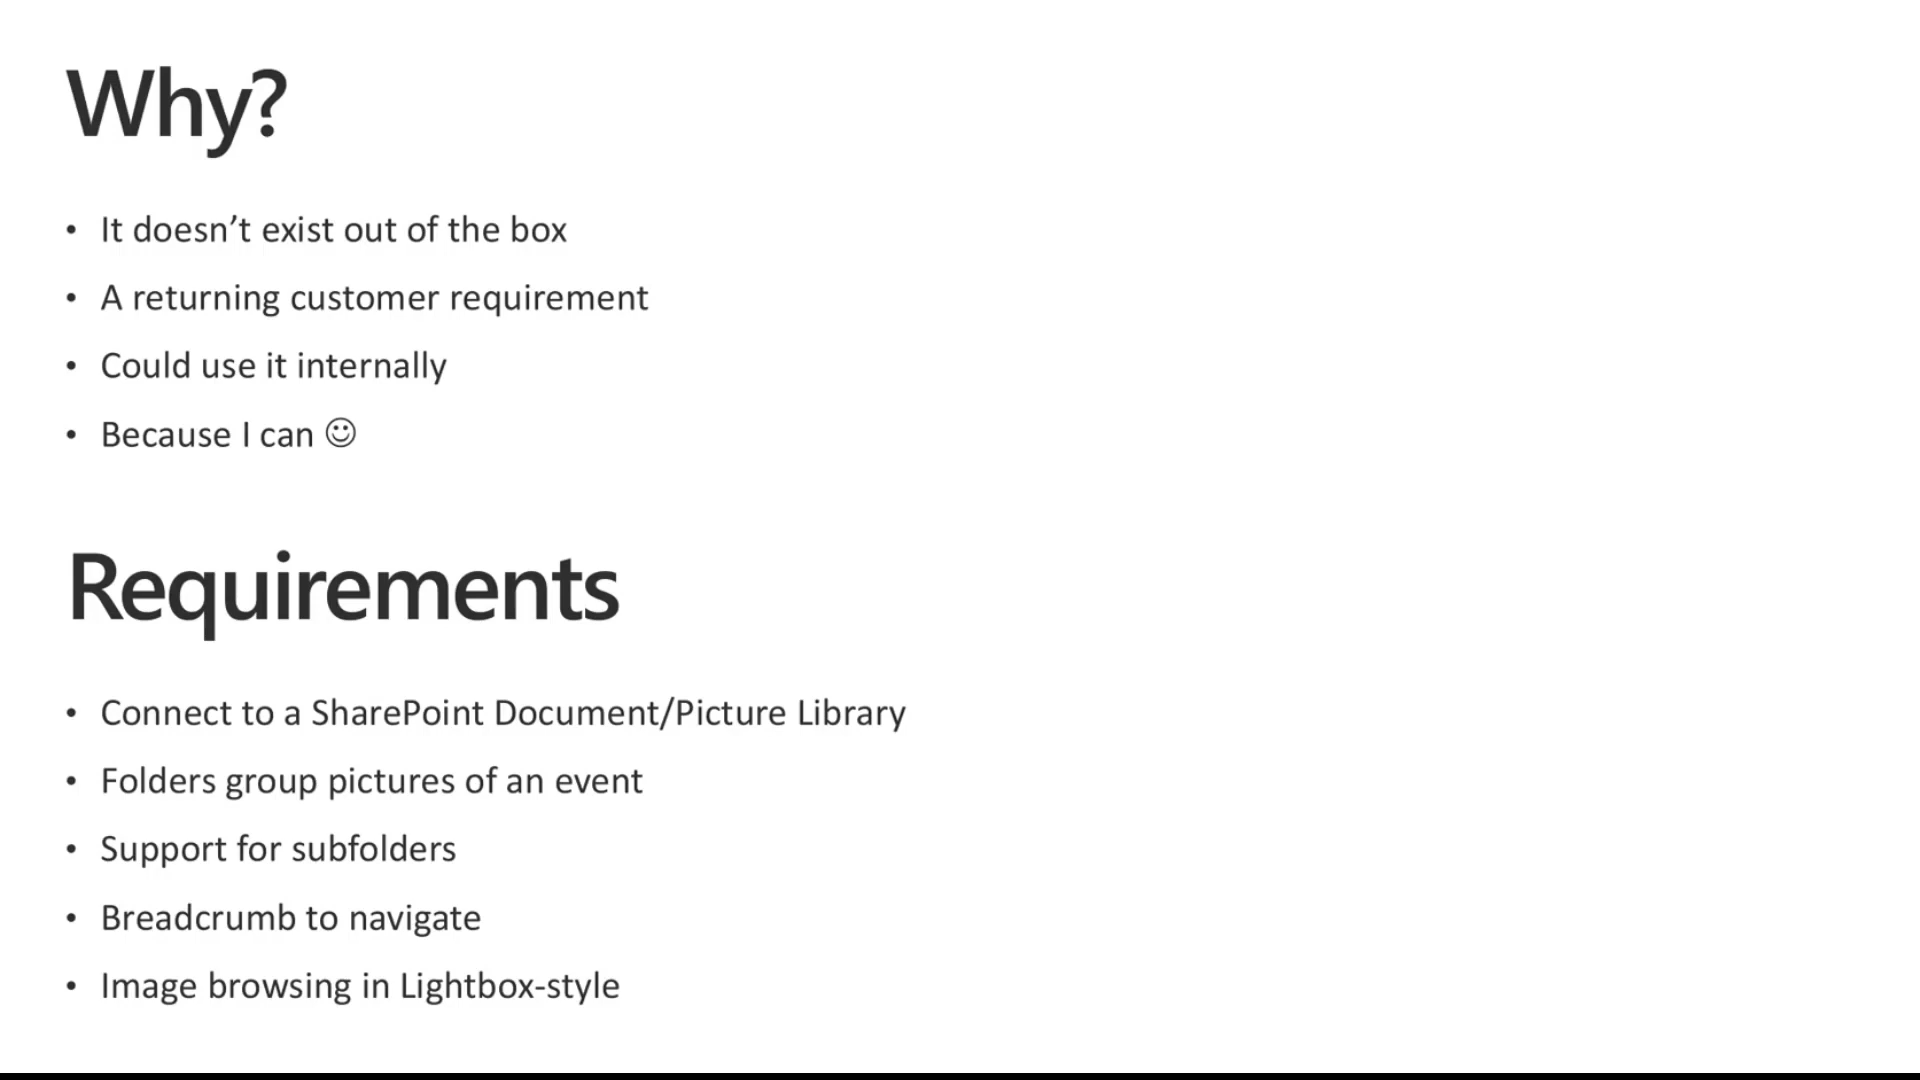 Why?
• It doesn’t exist out of the box
• A returning customer requirement
• Could use it internally
• Because I can ☺
Requirements
• Connect to a SharePoint Document/Picture Library
• Folders group pictures of an event
• Support for subfolders
• Breadcrumb to navigate
• Image browsing in Lightbox-style